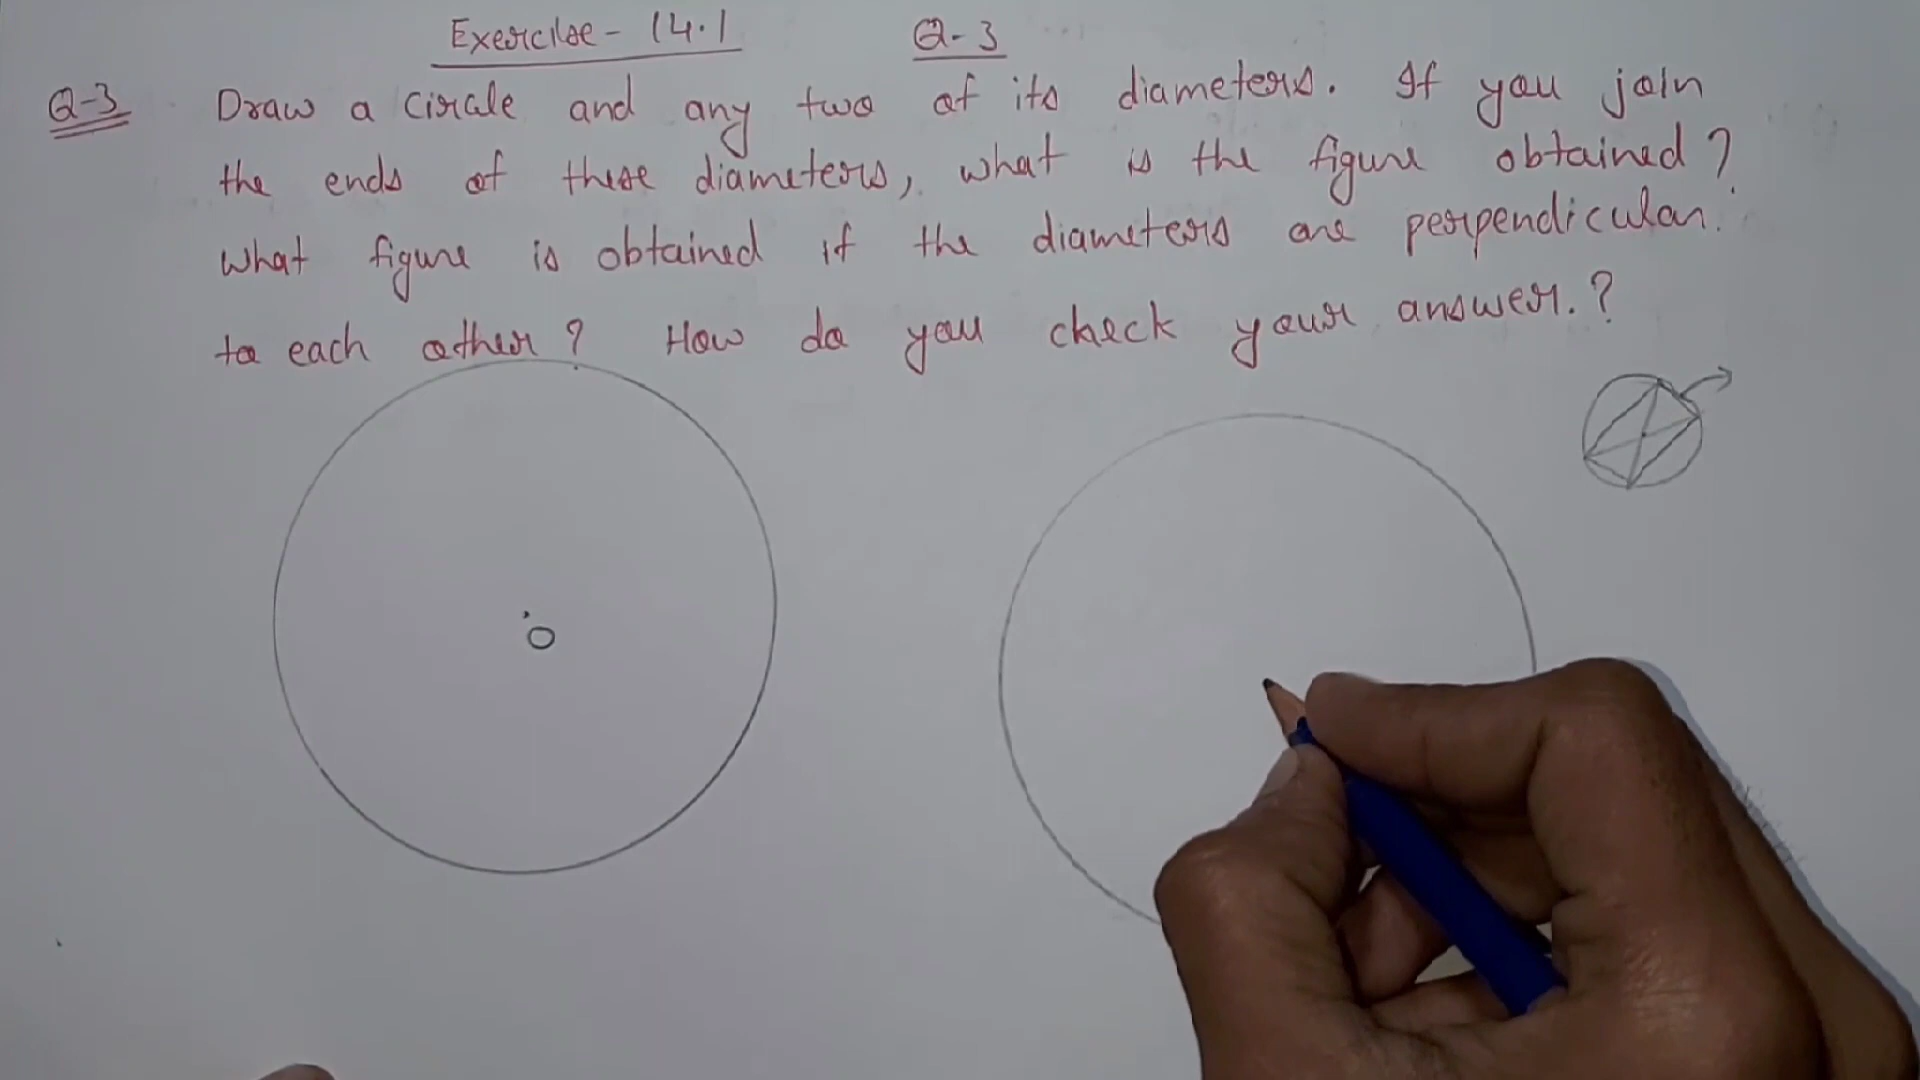 Exercise - 14.1 Q-3
Q-3 Draw a circle and any two of its diameters. If you join
the ends of these diameters, what is the figure obtained?
What figure is obtained if the diameters are perpendicular.
to each other? How do you check your answer.?
O